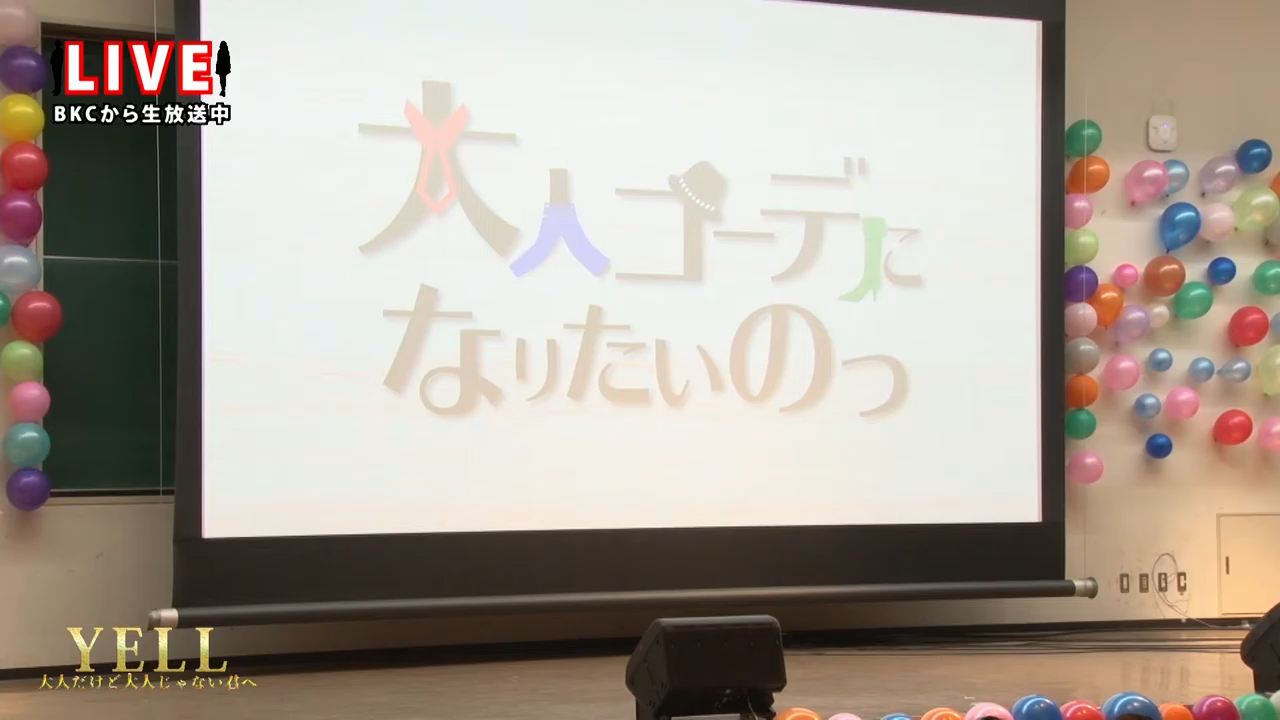 LIVE
BKCから生放送中
大人コーデに
なりたいのっ
YELL
大人だけど大人じゃない君へ